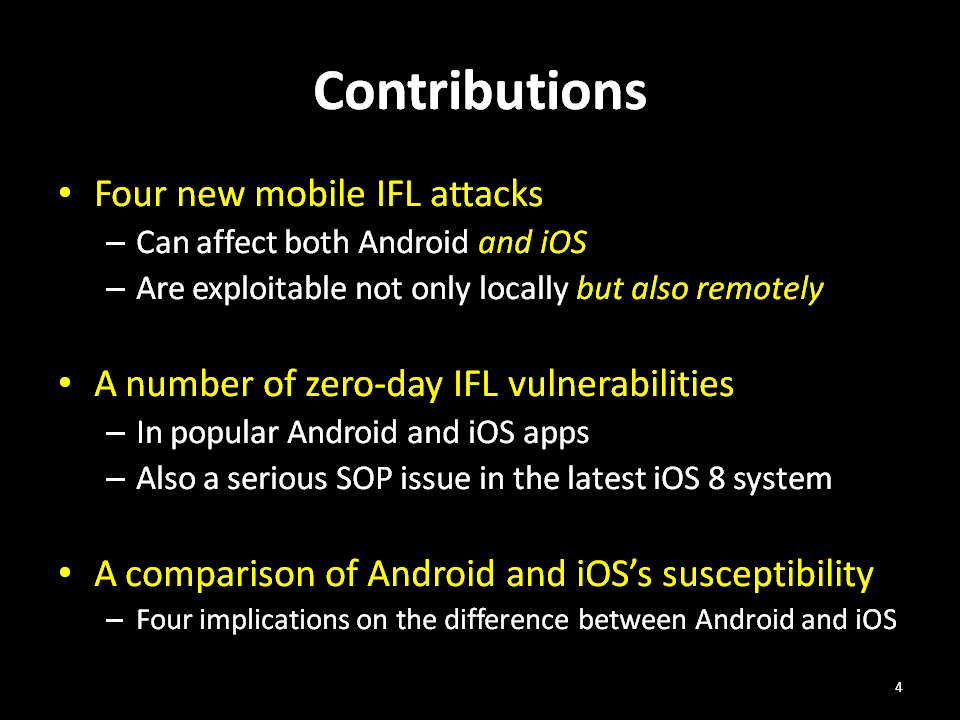 Contributions
• Four new mobile IFL attacks
– Can affect both Android and iOS
– Are exploitable not only locally but also remotely
• A number of zero-day IFL vulnerabilities
– In popular Android and iOS apps
– Also a serious SOP issue in the latest iOS 8 system
• A comparison of Android and iOS’s susceptibility
– Four implications on the difference between Android and iOS
4